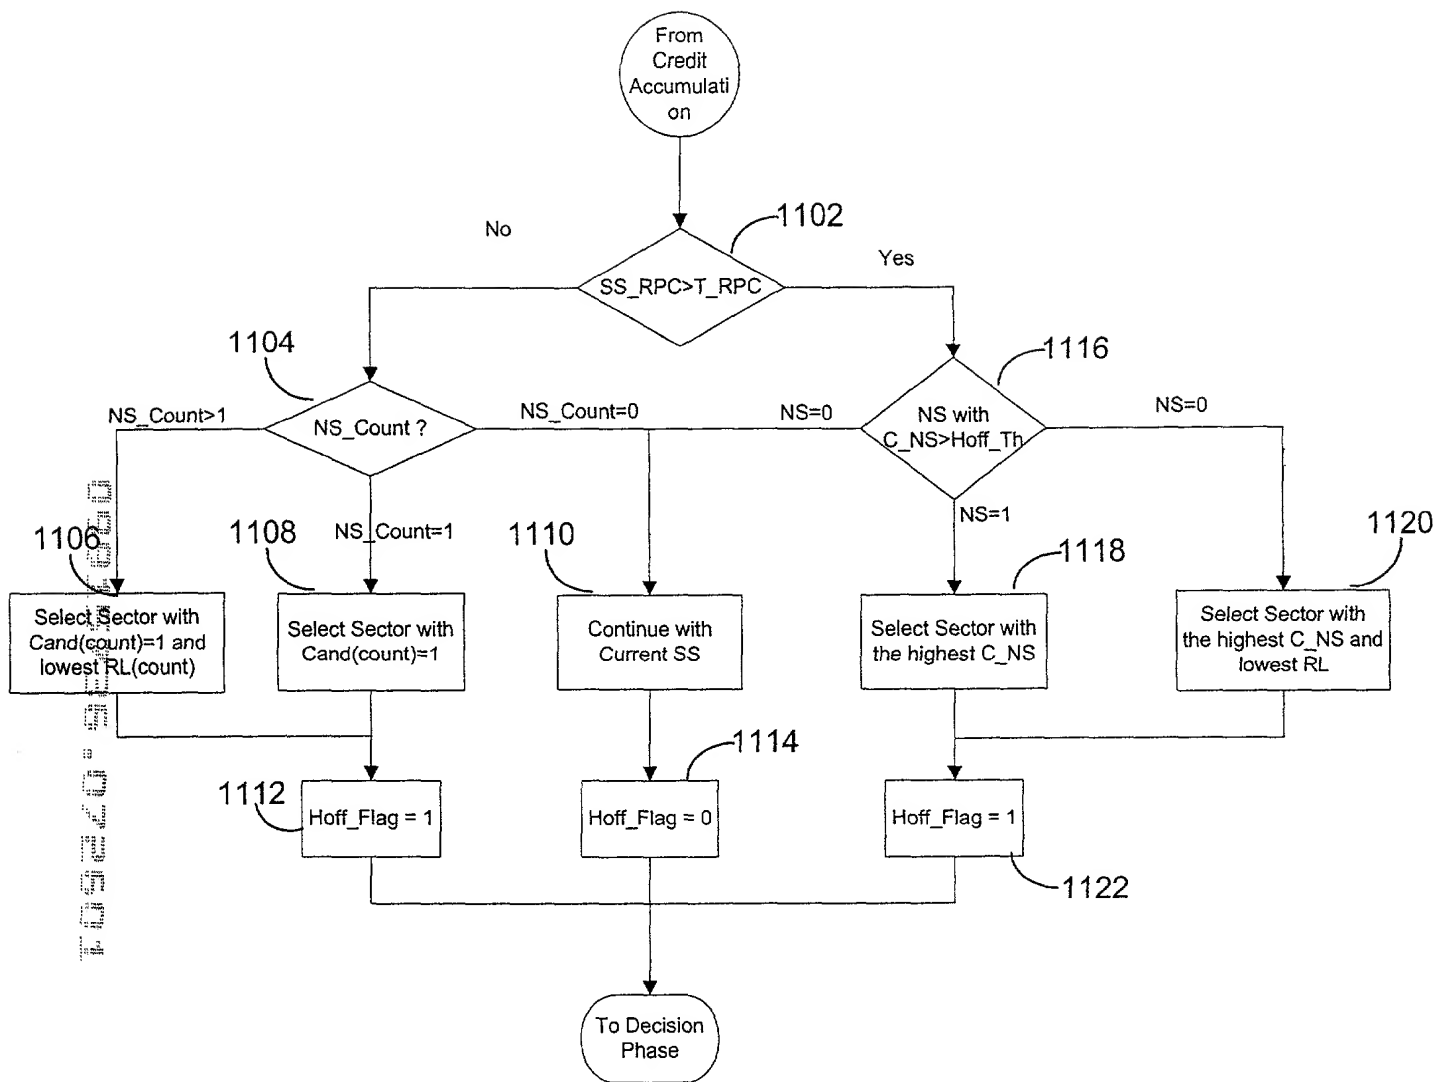 From
Credit
Accumulati
on
1102
No
Yes
SS_RPC>T_RPC
1104
1116
NS_Count>1
NS_Count ?
NS_Count=0
NS=0
NS with
C_NS>Hoff_Th
NS=0
NS_Count=1
NS=1
1106
1108
1110
1118
1120
Select Sector with
Cand(count)=1 and
lowest RL(count)
Select Sector with
Cand(count)=1
Continue with
Current SS
Select Sector with
the highest C_NS
Select Sector with
the highest C_NS and
lowest RL
1112
1114
Hoff_Flag = 1
Hoff_Flag = 0
Hoff_Flag = 1
1122
To Decision
Phase